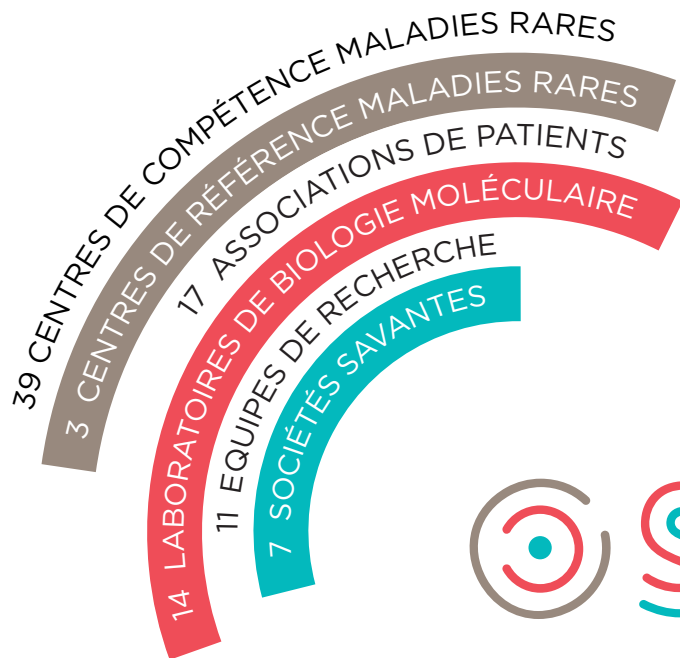 39 CENTRES DE COMPÉTENCE MALADIES RARES
3 CENTRES DE RÉFÉRENCE MALADIES RARES
17 ASSOCIATIONS DE PATIENTS
14 LABORATOIRES DE BIOLOGIE MOLÉCULAIRE
11 EQUIPES DE RECHERCHE
7 SOCIÉTÉS SAVANTES